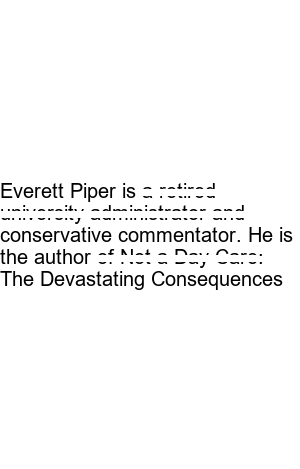 Everett Piper is a retired
university administrator and
conservative commentator. He is
the author of Not a Day Care:
The Devastating Consequences